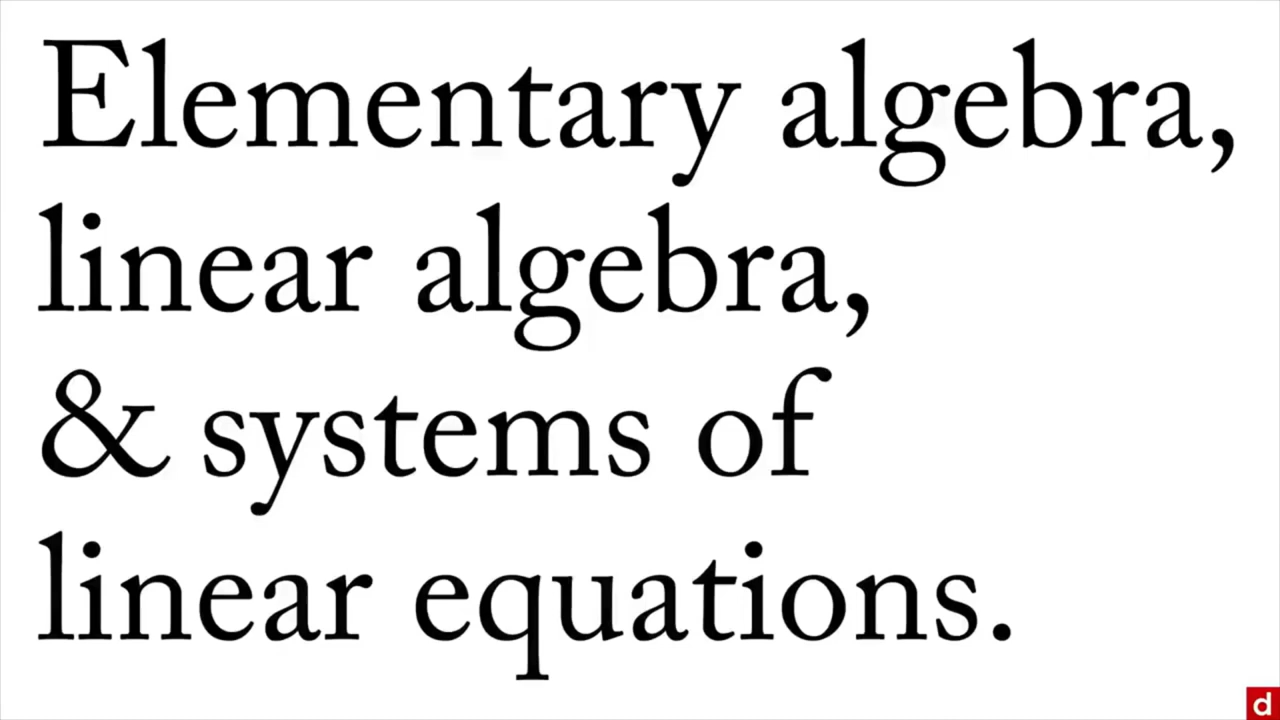 Elementary algebra,
linear algebra,
& systems of
linear equations.
d